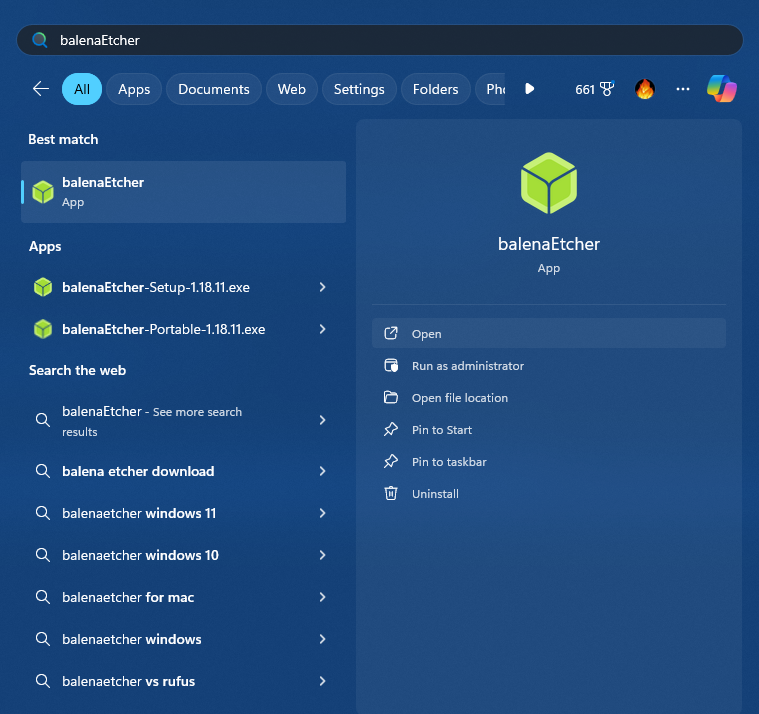 balenaEtcher
All Apps Documents Web Settings Folders 661
Best match
balenaEtcher
App
Apps
balenaEtcher-Setup-1.18.11.exe
balenaEtcher-Portable-1.18.11.exe
Search the web
balenaEtcher - See more search
results
balena etcher download
balenaetcher windows 11
balenaetcher windows 10
balenaetcher for mac
balenaetcher windows
balenaetcher vs rufus
balenaEtcher
App
Open
Run as administrator
Open file location
Pin to Start
Pin to taskbar
Uninstall